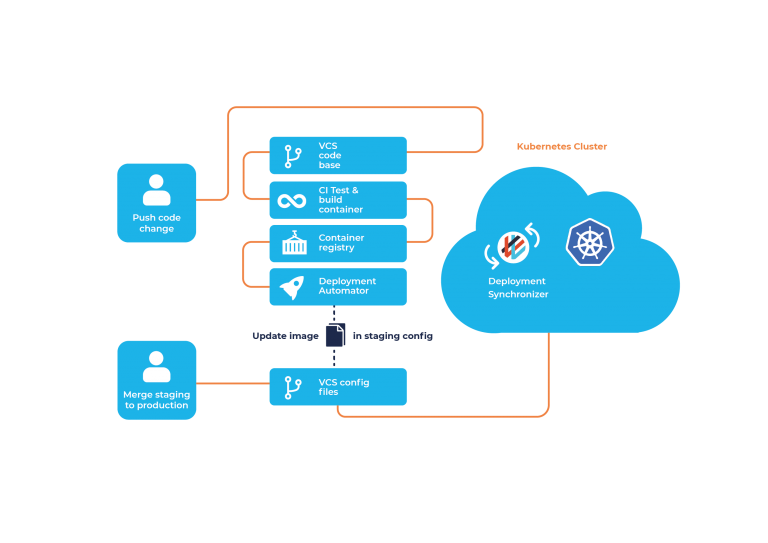 Kubernetes Cluster
VCS
code
base
Push code
change
CI Test &
build
container
Container
registry
Deployment
Automator
Deployment
Synchronizer
Update image
in staging config
Merge staging
to production
VCS config
files